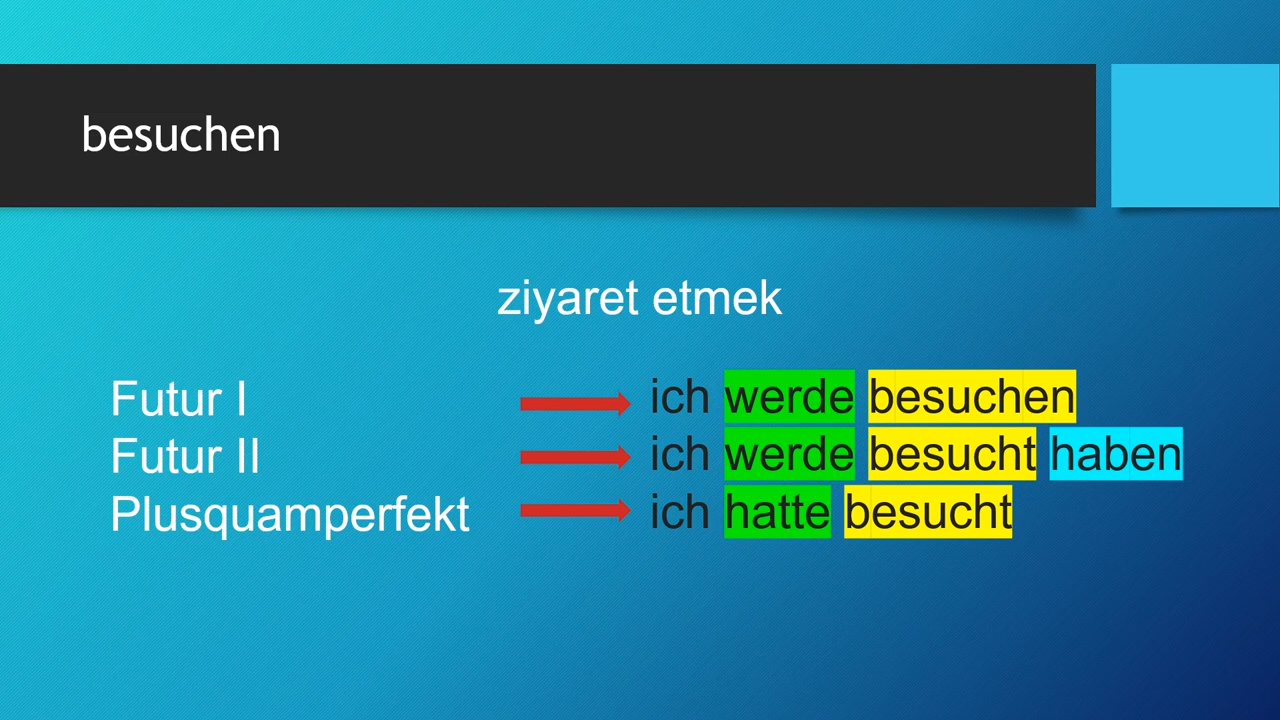 besuchen
ziyaret etmek
Futur I ich werde besuchen
Futur II ich werde besucht haben
Plusquamperfekt ich hatte besucht